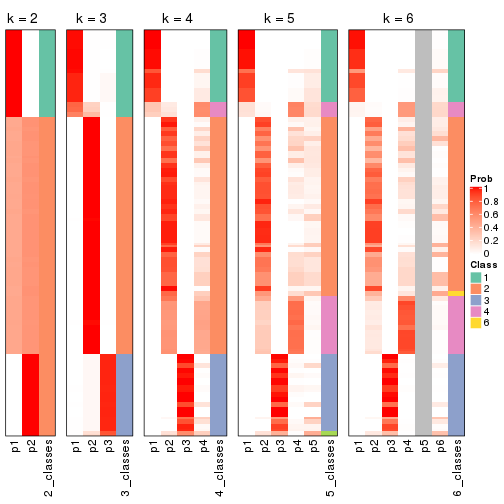 k = 2
k = 3
k = 4
k = 5
k = 6
p1
p2
2_classes
p1
p2
p3
3_classes
p1
p2
p3
p4
4_classes
p1
p2
p3
p4
p5
5_classes
p1
p2
p3
p4
p5
p6
6_classes
Prob
1
0.8
0.6
0.4
0.2
0
Class
1
2
3
4
6